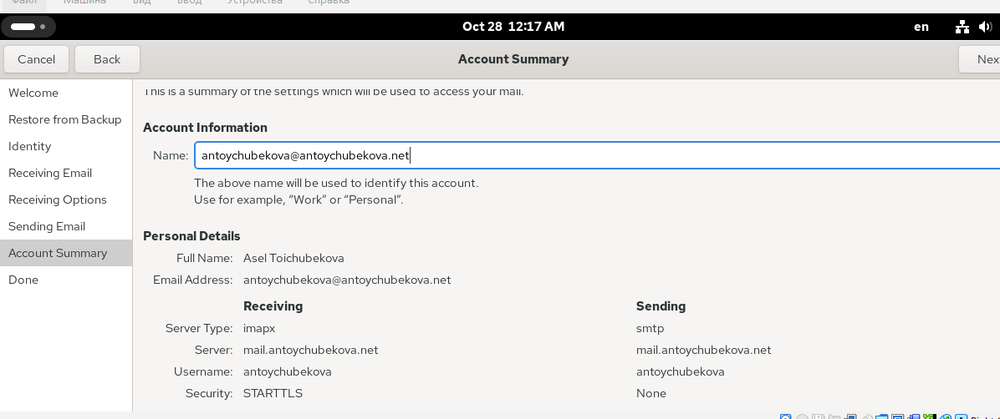 Файл Машина Вид Ввод Устройства Справка
Oct 28 12:17 AM en
Cancel Back Account Summary Nex
Welcome
Restore from Backup
Identity
Receiving Email
Receiving Options
Sending Email
Account Summary
Done
This is a summary of the settings which will be used to access your mail.
Account Information
Name: antoychubekova@antoychubekova.net
The above name will be used to identify this account.
Use for example, “Work” or “Personal”.
Personal Details
Full Name: Asel Toichubekova
Email Address: antoychubekova@antoychubekova.net
Receiving Sending
Server Type: imapx smtp
Server: mail.antoychubekova.net mail.antoychubekova.net
Username: antoychubekova antoychubekova
Security: STARTTLS None